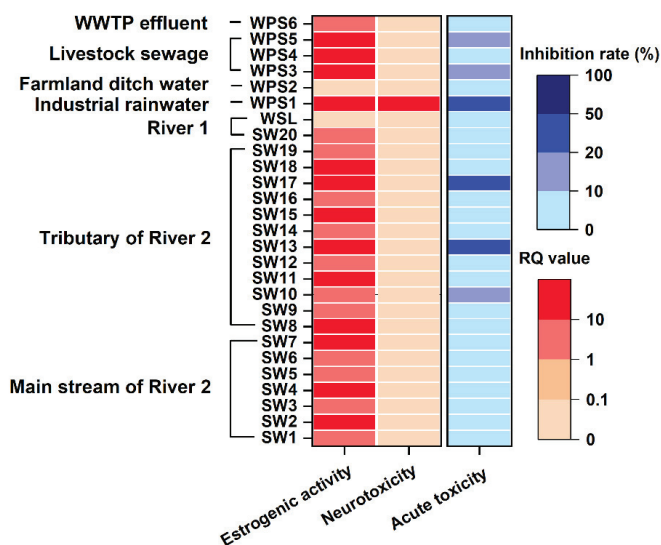 WWTP effluent
Livestock sewage
Farmland ditch water
Industrial rainwater
River 1
Tributary of River 2
Main stream of River 2
WPS6
WPS5
WPS4
WPS3
WPS2
WPS1
WSL
SW20
SW19
SW18
SW17
SW16
SW15
SW14
SW13
SW12
SW11
SW10
SW9
SW8
SW7
SW6
SW5
SW4
SW3
SW2
SW1
Estrogenic activity
Neurotoxicity
Acute toxicity
Inhibition rate (%)
100
50
20
10
0
RQ value
10
1
0.1
0